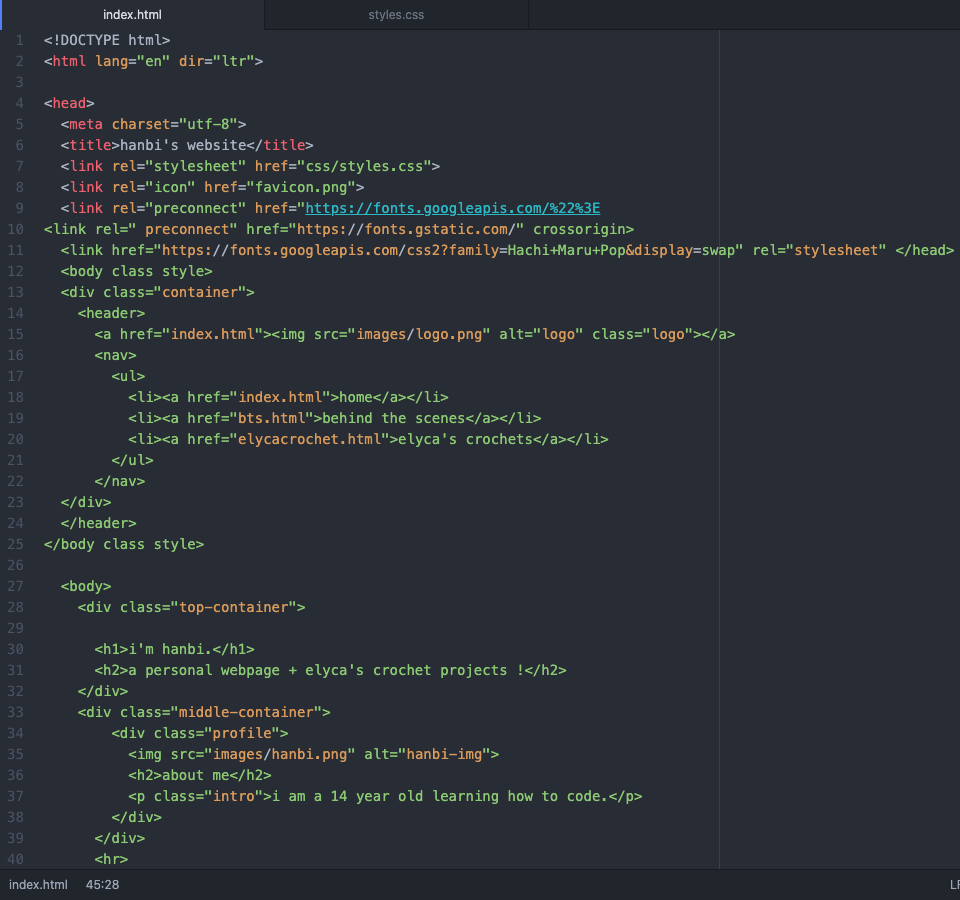 index.html styles.css
1 <!DOCTYPE html>
2 <html lang="en" dir="ltr">
3
4 <head>
5 <meta charset="utf-8">
6 <title>hanbi's website</title>
7 <link rel="stylesheet" href="css/styles.css">
8 <link rel="icon" href="favicon.png">
9 <link rel="preconnect" href="https://fonts.googleapis.com/%22%3E
10 <link rel=" preconnect" href="https://fonts.gstatic.com/" crossorigin>
11 <link href="https://fonts.googleapis.com/css2?family=Hachi+Maru+Pop&display=swap" rel="stylesheet" </head>
12 <body class style>
13 <div class="container">
14 <header>
15 <a href="index.html"><img src="images/logo.png" alt="logo" class="logo"></a>
16 <nav>
17 <ul>
18 <li><a href="index.html">home</a></li>
19 <li><a href="bts.html">behind the scenes</a></li>
20 <li><a href="elycacrochet.html">elyca's crochets</a></li>
21 </ul>
22 </nav>
23 </div>
24 </header>
25 </body class style>
26
27 <body>
28 <div class="top-container">
29
30 <h1>i'm hanbi.</h1>
31 <h2>a personal webpage + elyca's crochet projects !</h2>
32 </div>
33 <div class="middle-container">
34 <div class="profile">
35 <img src="images/hanbi.png" alt="hanbi-img">
36 <h2>about me</h2>
37 <p class="intro">i am a 14 year old learning how to code.</p>
38 </div>
39 </div>
40 <hr>
index.html 45:28